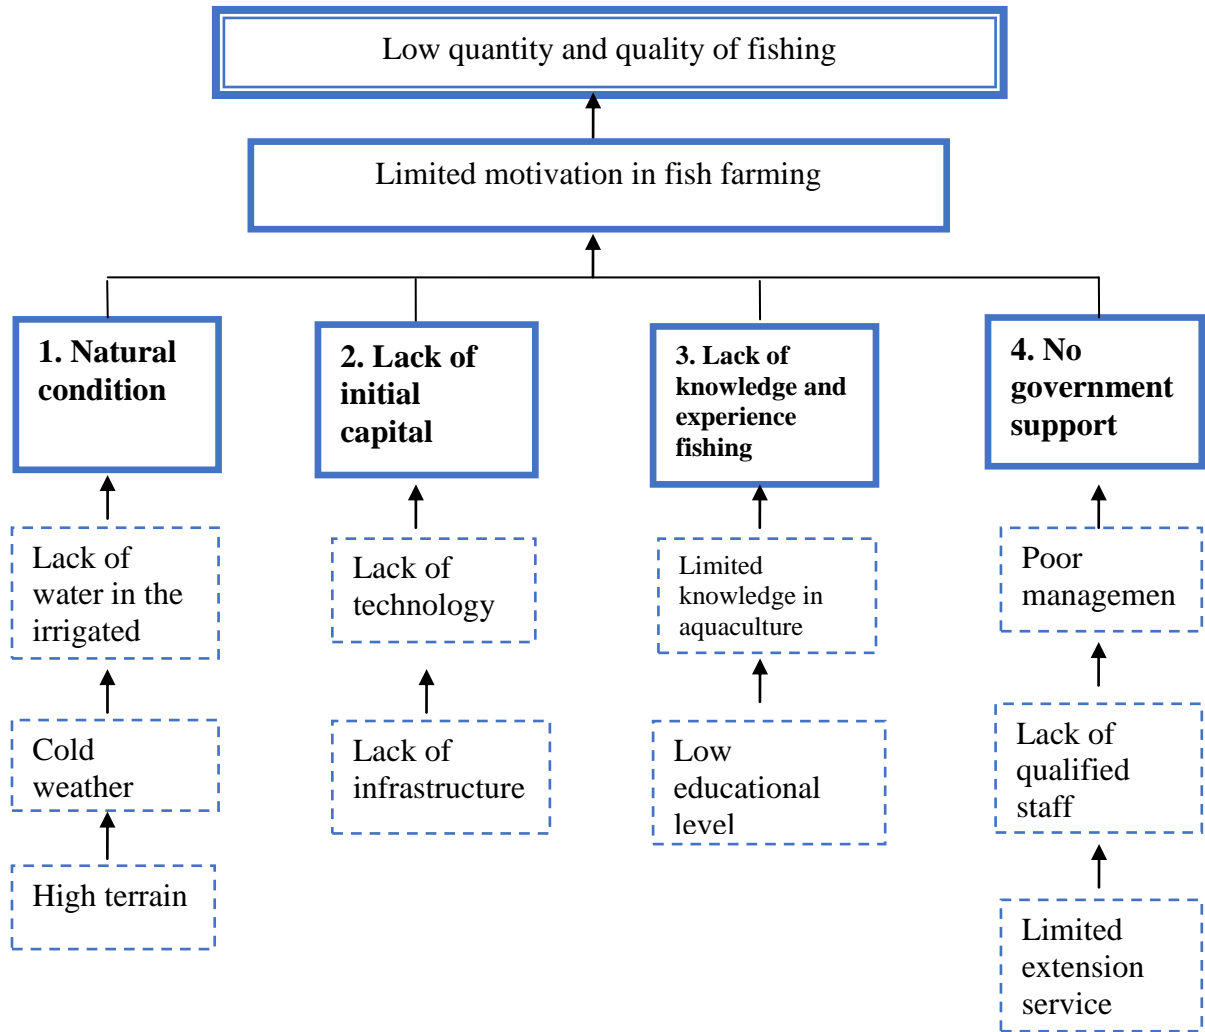 Low quantity and quality of fishing
Limited motivation in fish farming
1. Natural
condition
2. Lack of
initial
capital
3. Lack of
knowledge and
experience
fishing
4. No
government
support
Lack of
water in the
irrigated
Lack of
technology
Limited
knowledge in
aquaculture
Poor
managemen
Cold
weather
Lack of
infrastructure
Low
educational
level
Lack of
qualified
staff
High terrain
Limited
extension
service